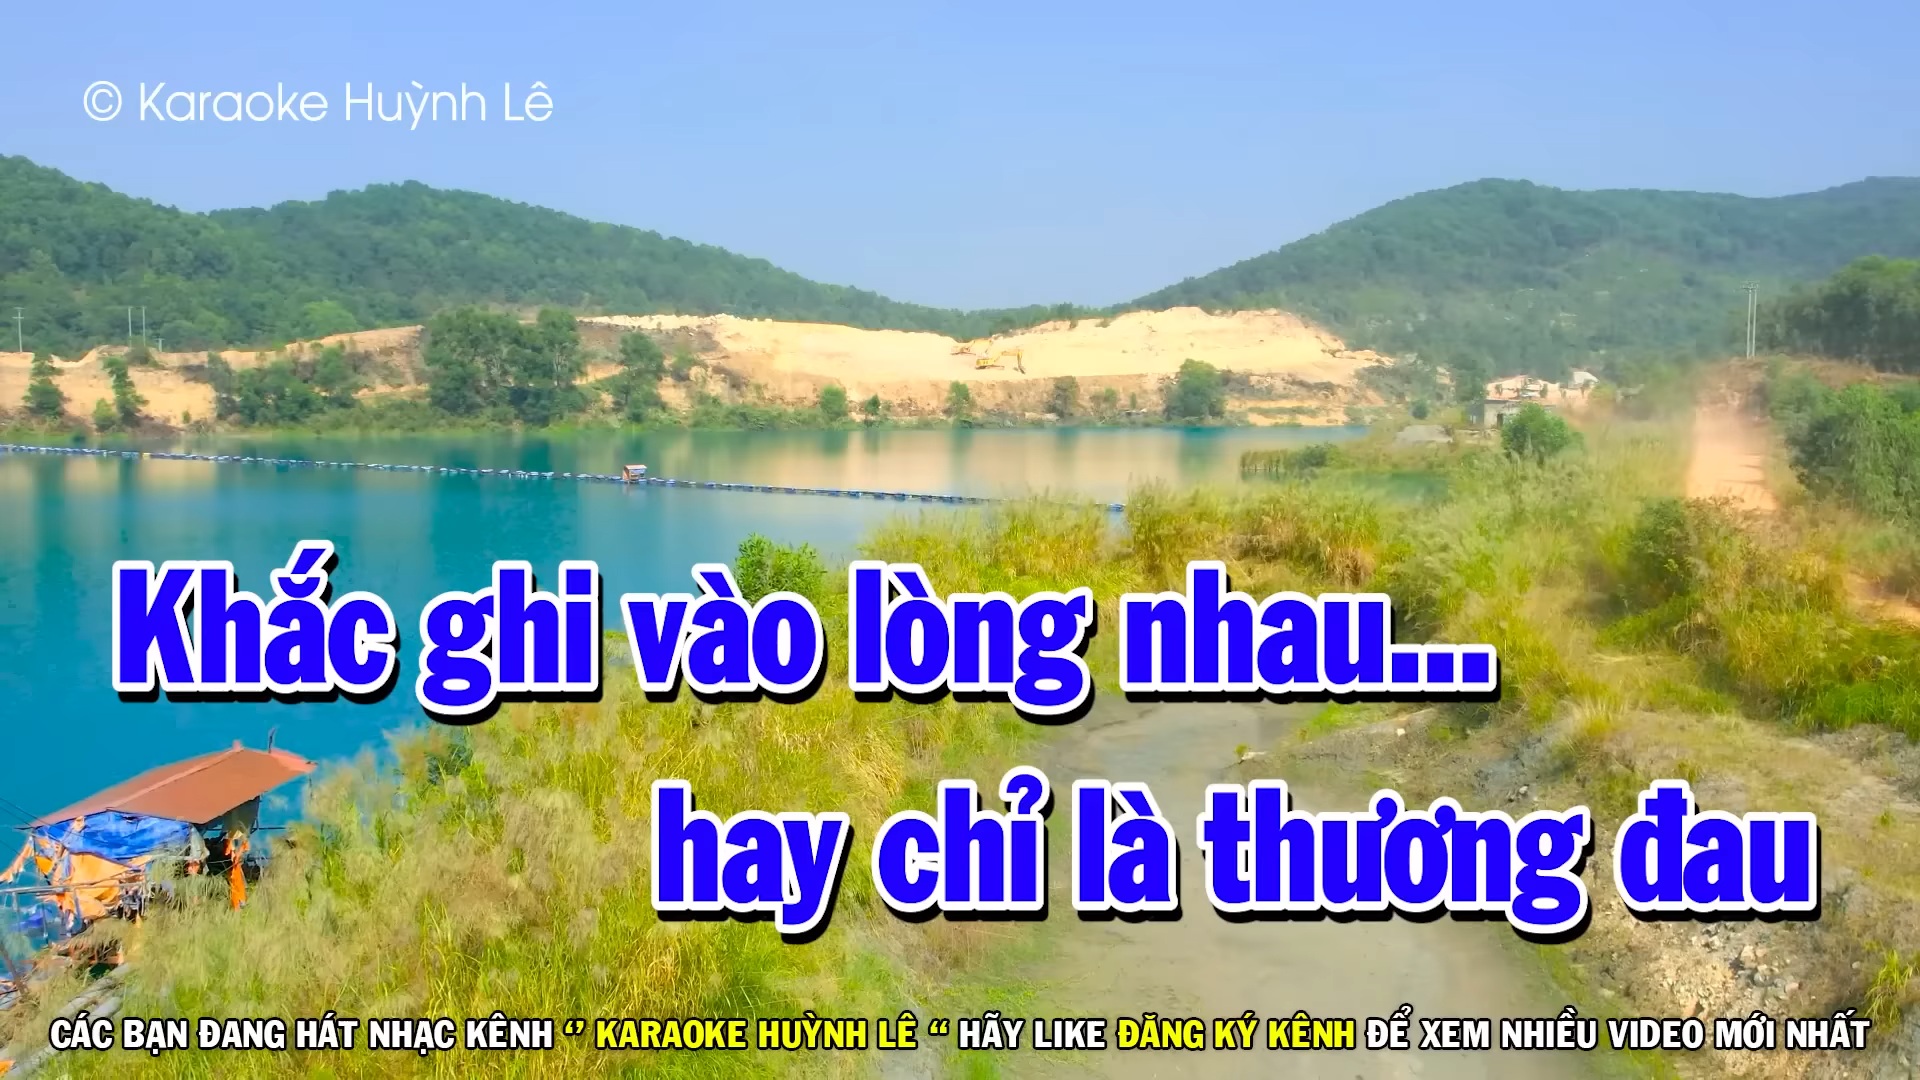 © Karaoke Huỳnh Lê
Khắc ghi vào lòng nhau...
hay chỉ là thương đau
CÁC BẠN ĐANG HÁT NHẠC KÊNH “ KARAOKE HUỲNH LÊ “ HÃY LIKE ĐĂNG KÝ KÊNH ĐỂ XEM NHIỀU VIDEO MỚI NHẤT